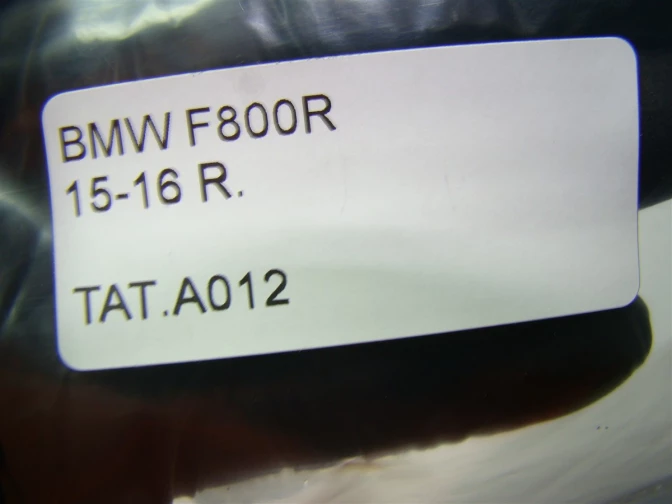 BMW F800R
15-16 R.
TAT.A012